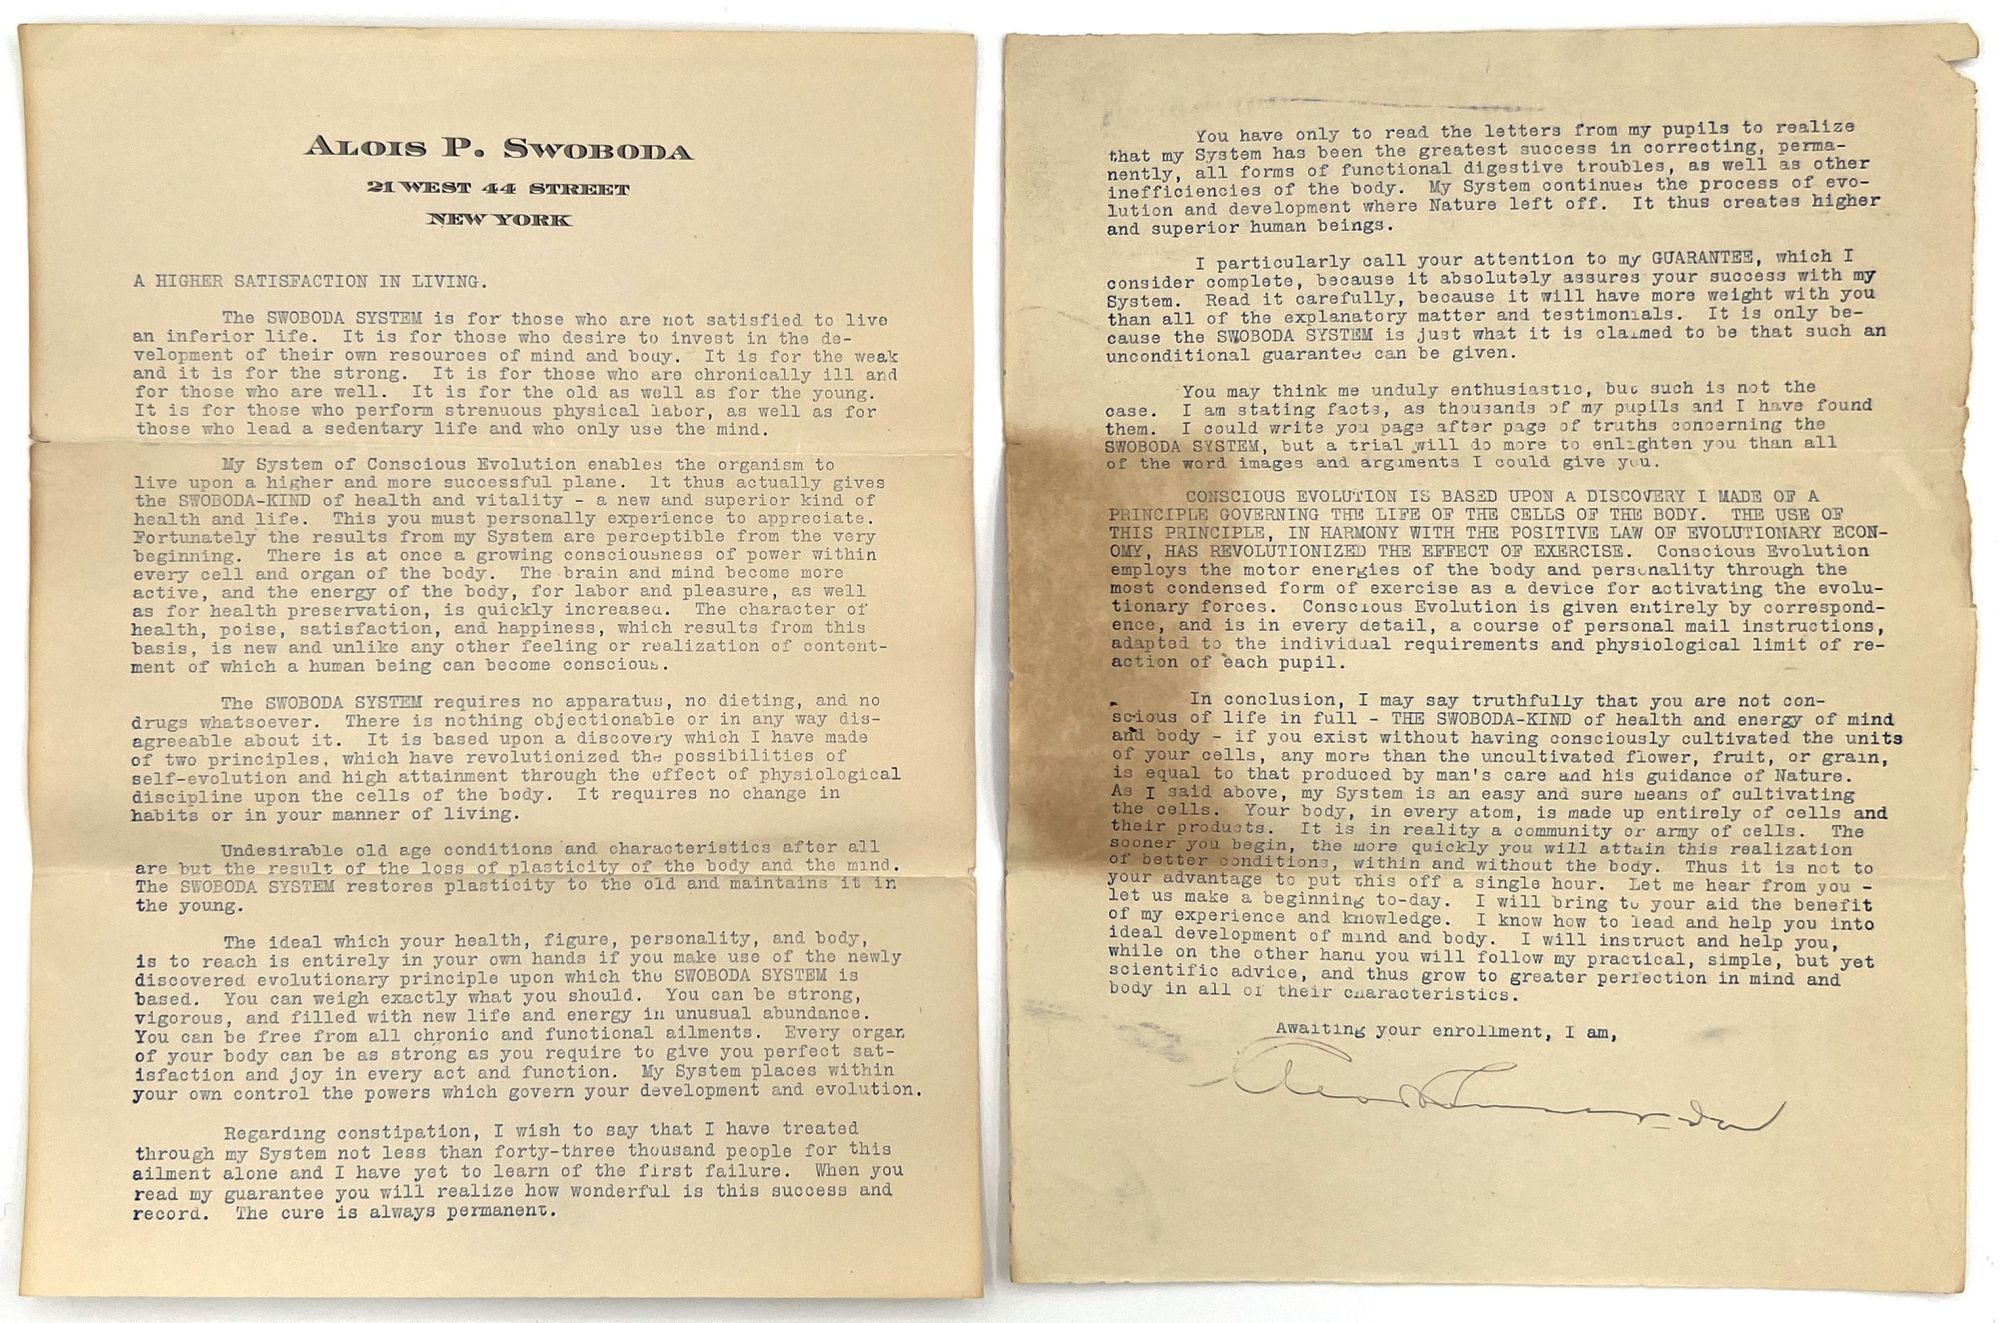 ALOIS P. SWOBODA
21 WEST 44 STREET
NEW YORK
A HIGHER SATISFACTION IN LIVING.
The SWOBODA SYSTEM is for those who are not satisfied to live
an inferior life. It is for those who desire to invest in the de-
velopment of their own resources of mind and body. It is for the weak
and it is for the strong. It is for those who are chronically ill and
for those who are well. It is for the old as well as for the young.
It is for those who perform strenuous physical labor, as well as for
those who lead a sedentary life and who only use the mind.
My System of Conscious Evolution enables the organism to
live upon a higher and more successful plane. It thus actually gives
the SWOBODA-KIND of health and vitality - a new and superior kind of
health and life. This you must personally experience to appreciate.
Fortunately the results from my System are perceptible from the very
beginning. There is at once a growing consciousness of power within
every cell and organ of the body. The brain and mind become more
active, and the energy of the body, for labor and pleasure, as well
as for health preservation, is quickly increased. The character of
health, poise, satisfaction, and happiness, which results from this
basis, is new and unlike any other feeling or realization of content-
ment of which a human being can become conscious.
The SWOBODA SYSTEM requires no apparatus, no dieting, and no
drugs whatsoever. There is nothing objectionable or in any way dis-
agreeable about it. It is based upon a discovery which I have made
of two principles, which have revolutionized the possibilities of
self-evolution and high attainment through the effect of physiological
discipline upon the cells of the body. It requires no change in
habits or in your manner of living.
Undesirable old age conditions and characteristics after all
are but the result of the loss of plasticity of the body and the mind.
The SWOBODA SYSTEM restores plasticity to the old and maintains it in
the young.
The ideal which your health, figure, personality, and body,
is to reach is entirely in your own hands if you make use of the newly
discovered evolutionary principle upon which the SWOBODA SYSTEM is
based. You can weigh exactly what you should. You can be strong,
vigorous, and filled with new life and energy in unusual abundance.
You can be free from all chronic and functional ailments. Every organ
of your body can be as strong as you require to give you perfect sat-
isfaction and joy in every act and function. My System places within
your own control the powers which govern your development and evolution.
Regarding constipation, I wish to say that I have treated
through my System not less than forty-three thousand people for this
ailment alone and I have yet to learn of the first failure. When you
read my guarantee you will realize how wonderful is this success and
record. The cure is always permanent.
You have only to read the letters from my pupils to realize
that my System has been the greatest success in correcting, perma-
nently, all forms of functional digestive troubles, as well as other
inefficiencies of the body. My System continues the process of evo-
lution and development where Nature left off. It thus creates higher
and superior human beings.
I particularly call your attention to my GUARANTEE, which I
consider complete, because it absolutely assures your success with my
System. Read it carefully, because it will have more weight with you
than all of the explanatory matter and testimonials. It is only be-
cause the SWOBODA SYSTEM is just what it is claimed to be that such an
unconditional guarantee can be given.
You may think me unduly enthusiastic, but such is not the
case. I am stating facts, as thousands of my pupils and I have found
them. I could write you page after page of truths concerning the
SWOBODA SYSTEM, but a trial will do more to enlighten you than all
of the word images and arguments I could give you.
CONSCIOUS EVOLUTION IS BASED UPON A DISCOVERY I MADE OF A
PRINCIPLE GOVERNING THE LIFE OF THE CELLS OF THE BODY. THE USE OF
THIS PRINCIPLE, IN HARMONY WITH THE POSITIVE LAW OF EVOLUTIONARY ECON-
OMY, HAS REVOLUTIONIZED THE EFFECT OF EXERCISE. Conscious Evolution
employs the motor energies of the body and personality through the
most condensed form of exercise as a device for activating the evolu-
tionary forces. Conscious Evolution is given entirely by correspond-
ence, and is in every detail, a course of personal mail instructions,
adapted to the individual requirements and physiological limit of re-
action of each pupil.
In conclusion, I may say truthfully that you are not con-
scious of life in full - THE SWOBODA-KIND of health and energy of mind
and body - if you exist without having consciously cultivated the units
of your cells, any more than the uncultivated flower, fruit, or grain,
is equal to that produced by man's care and his guidance of Nature.
As I said above, my System is an easy and sure means of cultivating
the cells. Your body, in every atom, is made up entirely of cells and
their products. It is in reality a community or army of cells. The
sooner you begin, the more quickly you will attain this realization
of better conditions, within and without the body. Thus it is not to
your advantage to put this off a single hour. Let me hear from you -
let us make a beginning to-day. I will bring to your aid the benefit
of my experience and knowledge. I know how to lead and help you into
ideal development of mind and body. I will instruct and help you,
while on the other hand you will follow my practical, simple, but yet
scientific advice, and thus grow to greater perfection in mind and
body in all of their characteristics.
Awaiting your enrollment, I am,
Alois P. Swoboda